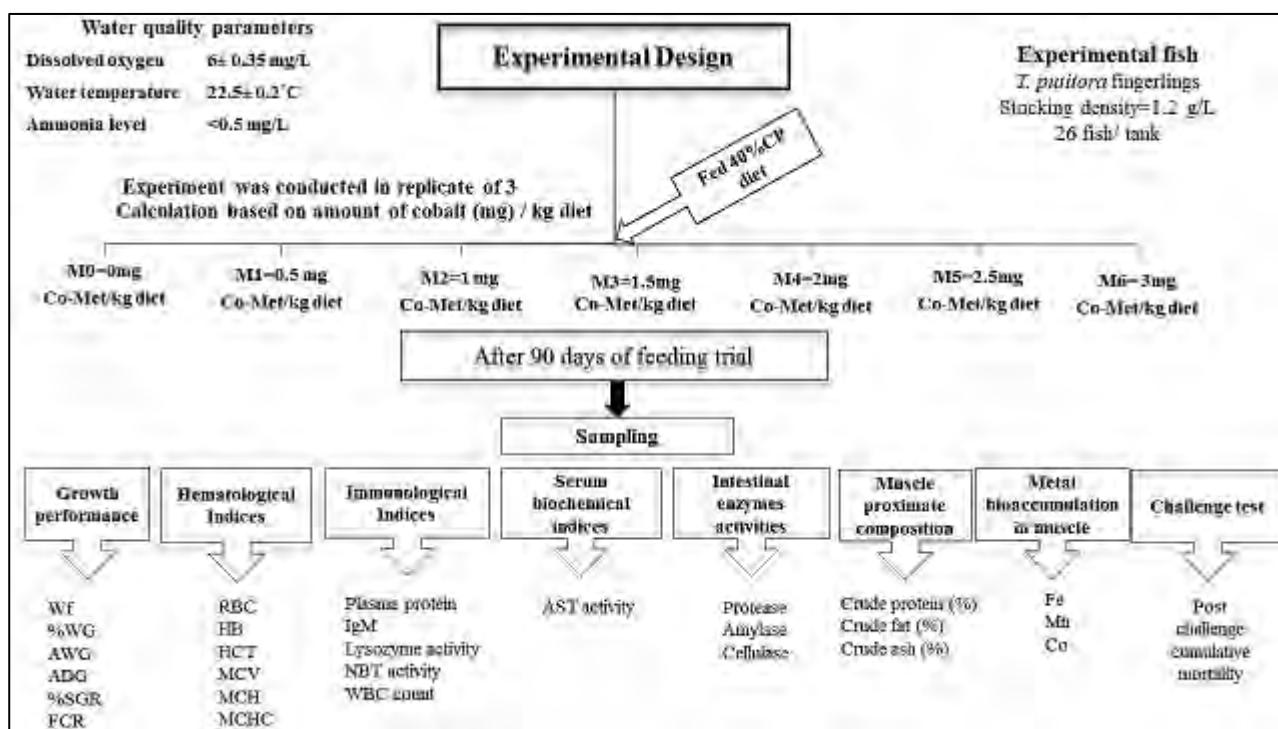 Water quality parameters
Dissolved oxygen 6± 0.35 mg/L
Water temperature 22.5± 0.2˚C
Ammonia level <0.5 mg/L
Experimental Design
Experimental fish
T. putitora fingerlings
Stocking density=1.2 g/L
26 fish/ tank
Fed 40%CP
diet
Experiment was conducted in replicate of 3
Calculation based on amount of cobalt (mg) / kg diet
M0=0mg
Co-Met/kg diet
M1=0.5 mg
Co-Met/kg diet
M2=1 mg
Co-Met/kg diet
M3=1.5mg
Co-Met/kg diet
M4=2mg
Co-Met/kg diet
M5=2.5mg
Co-Met/kg diet
M6=3mg
Co-Met/kg diet
After 90 days of feeding trial
Sampling
Growth
performance
Wf
%WG
AWG
ADG
%SGR
FCR
Hematological
Indices
RBC
HB
HCT
MCV
MCH
MCHC
Immunological
Indices
Plasma protein
IgM
Lysozyme activity
NBT activity
WBC count
Serum
biochemical
indices
AST activity
Intestinal
enzymes
activities
Protease
Amylase
Cellulase
Muscle
proximate
composition
Crude protein (%)
Crude fat (%)
Crude ash (%)
Metal
bioaccumulation
in muscle
Fe
Mn
Co
Challenge test
Post
challenge
cumulative
mortality